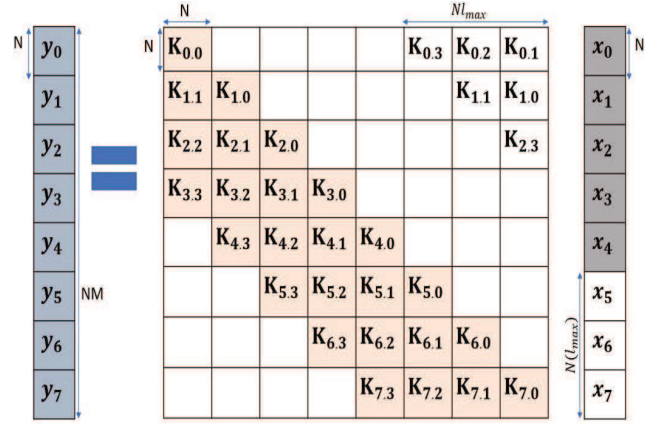 N Nl_max
N y_0 K_0.0 K_0.3 K_0.2 K_0.1 x_0 N
y_1 K_1.1 K_1.0 K_1.1 K_1.0 x_1
y_2 K_2.2 K_2.1 K_2.0 K_2.3 x_2
y_3 K_3.3 K_3.2 K_3.1 K_3.0 x_3
y_4 K_4.3 K_4.2 K_4.1 K_4.0 x_4
y_5 NM K_5.3 K_5.2 K_5.1 K_5.0 x_5
y_6 K_6.3 K_6.2 K_6.1 K_6.0 N(l_max) x_6
y_7 K_7.3 K_7.2 K_7.1 K_7.0 x_7
N